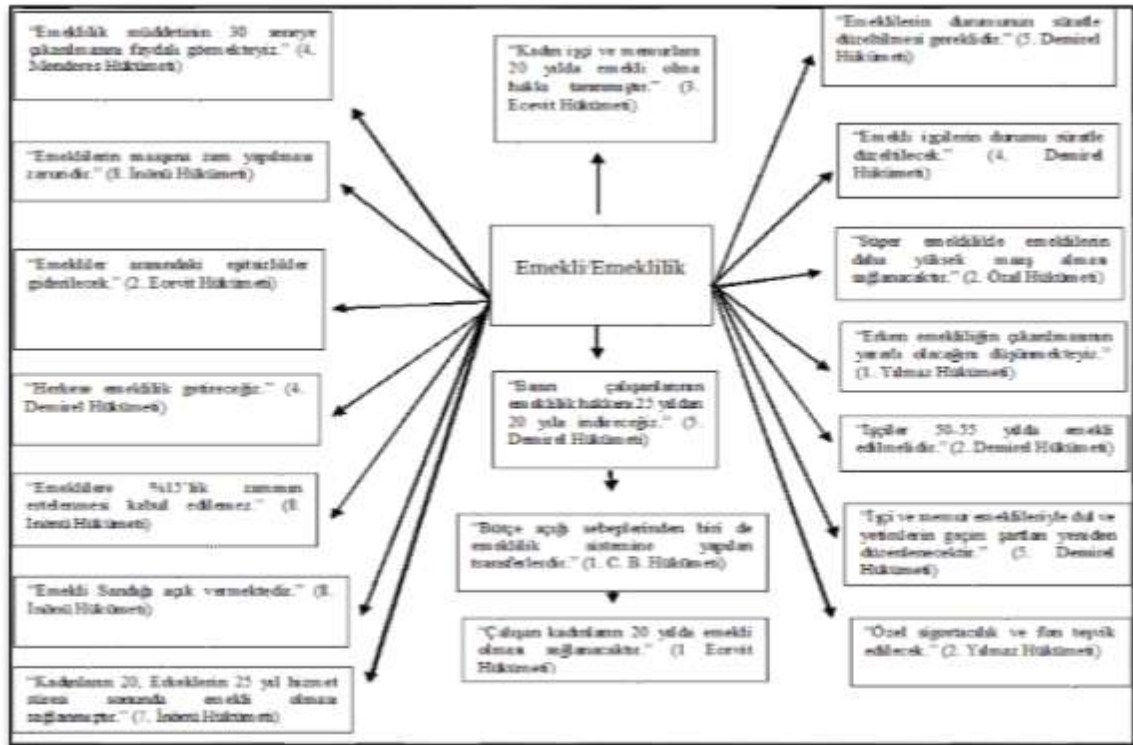 "Emeklilik müddetinin 30 seneye
çıkarılmasını faydalı görmekteyiz." (4.
Menderes Hükümeti)
"Emeklilerin maaşına zam yapılması
zaruridir." (8. İnönü Hükümeti)
"Emekliler arasındaki eşitsizlikler
giderilecek." (2. Ecevit Hükümeti)
"Herkese emeklilik getireceğiz." (4.
Demirel Hükümeti)
"Emeklilere %15'lik zammın
ertelenmesi kabul edilemez." (8.
İnönü Hükümeti)
"Emekli Sandığı açık vermektedir." (8.
İnönü Hükümeti)
"Kadınların 20, Erkeklerin 25 yıl hizmet
süresi sonunda emekli olması
sağlanmıştır." (7. İnönü Hükümeti)
"Kadın işçi ve memurlara
20 yılda emekli olma
hakkı tanınmıştır." (3.
Ecevit Hükümeti)
Emekli/Emeklilik
"Basın çalışanlarının
emeklilik hakkını 25 yıldan
20 yıla indireceğiz." (5.
Demirel Hükümeti)
"Bütçe açığı sebeplerinden biri de
emeklilik sistemine yapılan
transferlerdir." (1. C. B. Hükümeti)
"Çalışan kadınların 20 yılda emekli
olması sağlanacaktır." (1 Ecevit
Hükümeti)
"Emeklilerin durumunun süratle
düzeltilmesi gereklidir." (5. Demirel
Hükümeti)
"Emekli işçilerin durumu süratle
düzeltilecek." (4. Demirel
Hükümeti)
"Süper emeklilikle emeklilerin
daha yüksek maaş alması
sağlanacaktır." (2. Özal Hükümeti)
"Erken emekliliğin çıkarılmasının
yararlı olacağını düşünmekteyiz."
(1. Yılmaz Hükümeti)
"İşçiler 50-55 yılda emekli
edilmelidir." (2. Demirel Hükümeti)
"İşçi ve memur emeklileriyle dul ve
yetimlerin geçim şartları yeniden
düzenlenecektir." (5. Demirel
Hükümeti)
"Özel sigortacılık ve fon teşvik
edilecek." (2. Yılmaz Hükümeti)